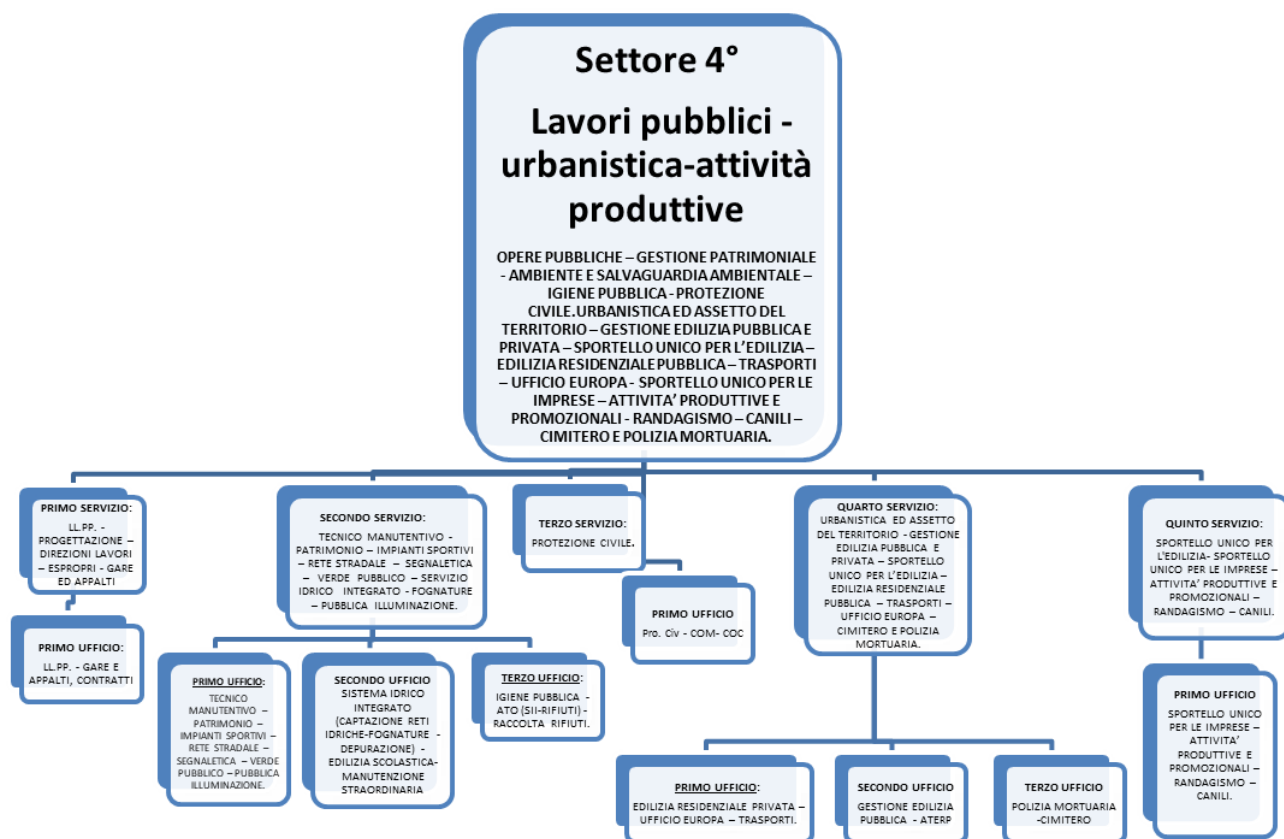 Settore 4°
Lavori pubblici -
urbanistica-attività
produttive
OPERE PUBBLICHE – GESTIONE PATRIMONIALE
- AMBIENTE E SALVAGUARDIA AMBIENTALE –
IGIENE PUBBLICA - PROTEZIONE
CIVILE.URBANISTICA ED ASSETTO DEL
TERRITORIO – GESTIONE EDILIZIA PUBBLICA E
PRIVATA – SPORTELLO UNICO PER L'EDILIZIA –
EDILIZIA RESIDENZIALE PUBBLICA – TRASPORTI
– UFFICIO EUROPA - SPORTELLO UNICO PER LE
IMPRESE – ATTIVITA' PRODUTTIVE E
PROMOZIONALI - RANDAGISMO – CANILI –
CIMITERO E POLIZIA MORTUARIA.
PRIMO SERVIZIO:
LL.PP. -
PROGETTAZIONE –
DIREZIONI LAVORI
– ESPROPRI - GARE
ED APPALTI
PRIMO UFFICIO:
LL.PP. - GARE E
APPALTI, CONTRATTI
SECONDO SERVIZIO:
TECNICO MANUTENTIVO -
PATRIMONIO – IMPIANTI SPORTIVI
– RETE STRADALE – SEGNALETICA
– VERDE PUBBLICO – SERVIZIO
IDRICO INTEGRATO - FOGNATURE
– PUBBLICA ILLUMINAZIONE.
PRIMO UFFICIO:
TECNICO
MANUTENTIVO –
PATRIMONIO –
IMPIANTI SPORTIVI –
RETE STRADALE –
SEGNALETICA – VERDE
PUBBLICO – PUBBLICA
ILLUMINAZIONE.
SECONDO UFFICIO
SISTEMA IDRICO
INTEGRATO
(CAPTAZIONE RETI
IDRICHE-FOGNATURE -
DEPURAZIONE) -
EDILIZIA SCOLASTICA-
MANUTENZIONE
STRAORDINARIA
TERZO UFFICIO:
IGIENE PUBBLICA -
ATO (SII-RIFIUTI) -
RACCOLTA RIFIUTI.
TERZO SERVIZIO:
PROTEZIONE CIVILE.
PRIMO UFFICIO
Pro. Civ - COM- COC
QUARTO SERVIZIO:
URBANISTICA ED ASSETTO
DEL TERRITORIO - GESTIONE
EDILIZIA PUBBLICA E
PRIVATA – SPORTELLO
UNICO PER L'EDILIZIA –
EDILIZIA RESIDENZIALE
PUBBLICA – TRASPORTI –
UFFICIO EUROPA –
CIMITERO E POLIZIA
MORTUARIA.
PRIMO UFFICIO:
EDILIZIA RESIDENZIALE PRIVATA –
UFFICIO EUROPA – TRASPORTI.
SECONDO UFFICIO
GESTIONE EDILIZIA
PUBBLICA - ATERP
TERZO UFFICIO
POLIZIA MORTUARIA
-CIMITERO
QUINTO SERVIZIO:
SPORTELLO UNICO PER
L'EDILIZIA- SPORTELLO
UNICO PER LE IMPRESE –
ATTIVITA' PRODUTTIVE E
PROMOZIONALI –
RANDAGISMO – CANILI.
PRIMO UFFICIO
SPORTELLO UNICO
PER LE IMPRESE –
ATTIVITA'
PRODUTTIVE E
PROMOZIONALI –
RANDAGISMO –
CANILI.